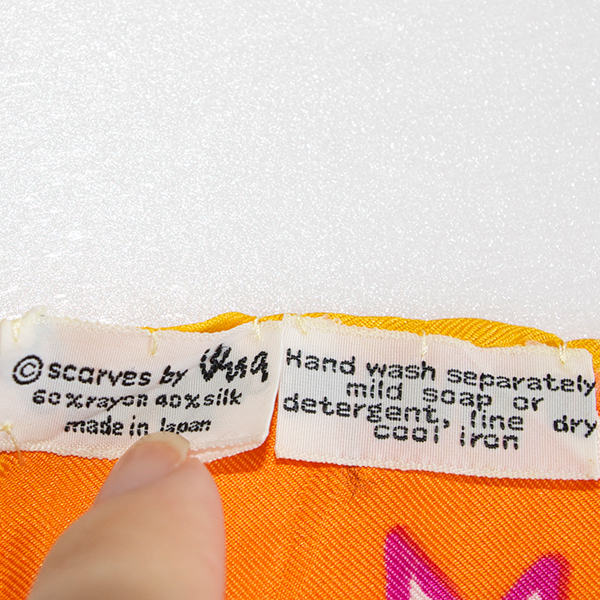 © scarves by Vera
60% rayon 40% silk
made in Japan
Hand wash separately
mild soap or
detergent, line dry
cool iron